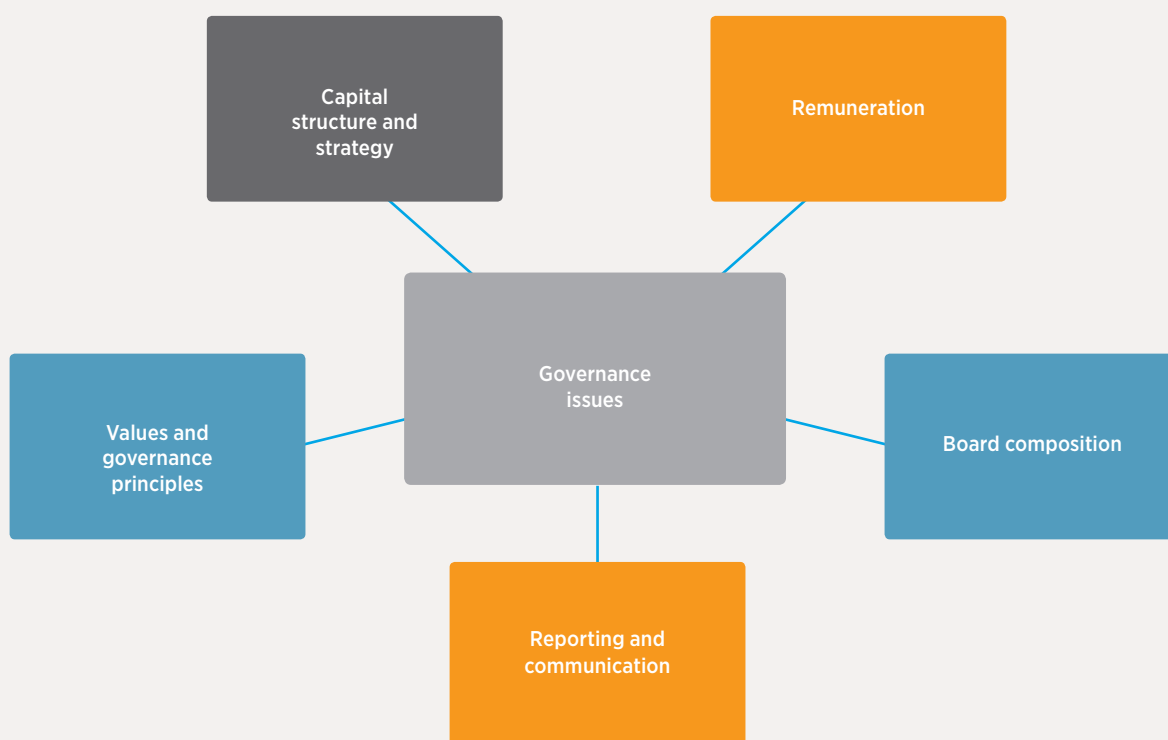 Capital
structure and
strategy
Remuneration
Governance
issues
Values and
governance
principles
Board composition
Reporting and
communication